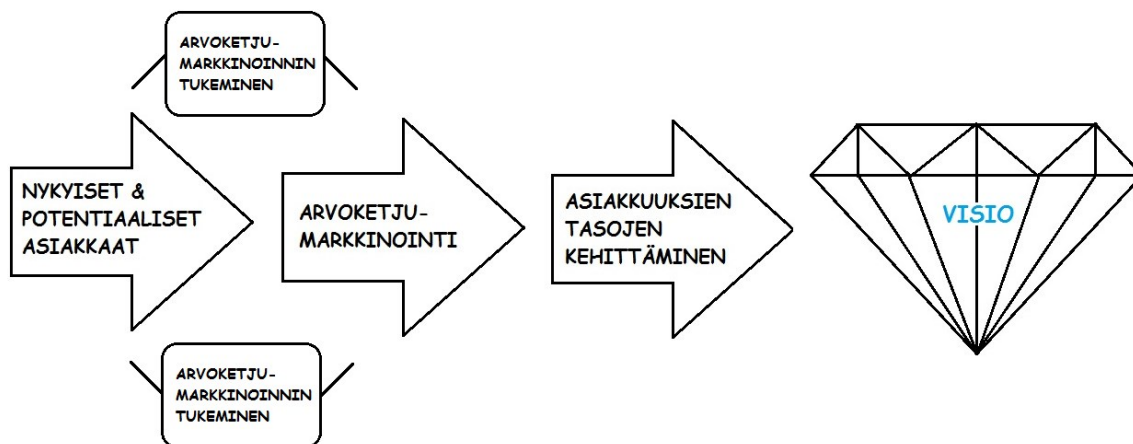 ARVOKETJU-
MARKKINOINNIN
TUKEMINEN
NYKYISET &
POTENTIAALISET
ASIAKKAAT
ARVOKETJU-
MARKKINOINTI
ASIAKKUUKSIEN
TASOJEN
KEHITTÄMINEN
VISIO
ARVOKETJU-
MARKKINOINNIN
TUKEMINEN